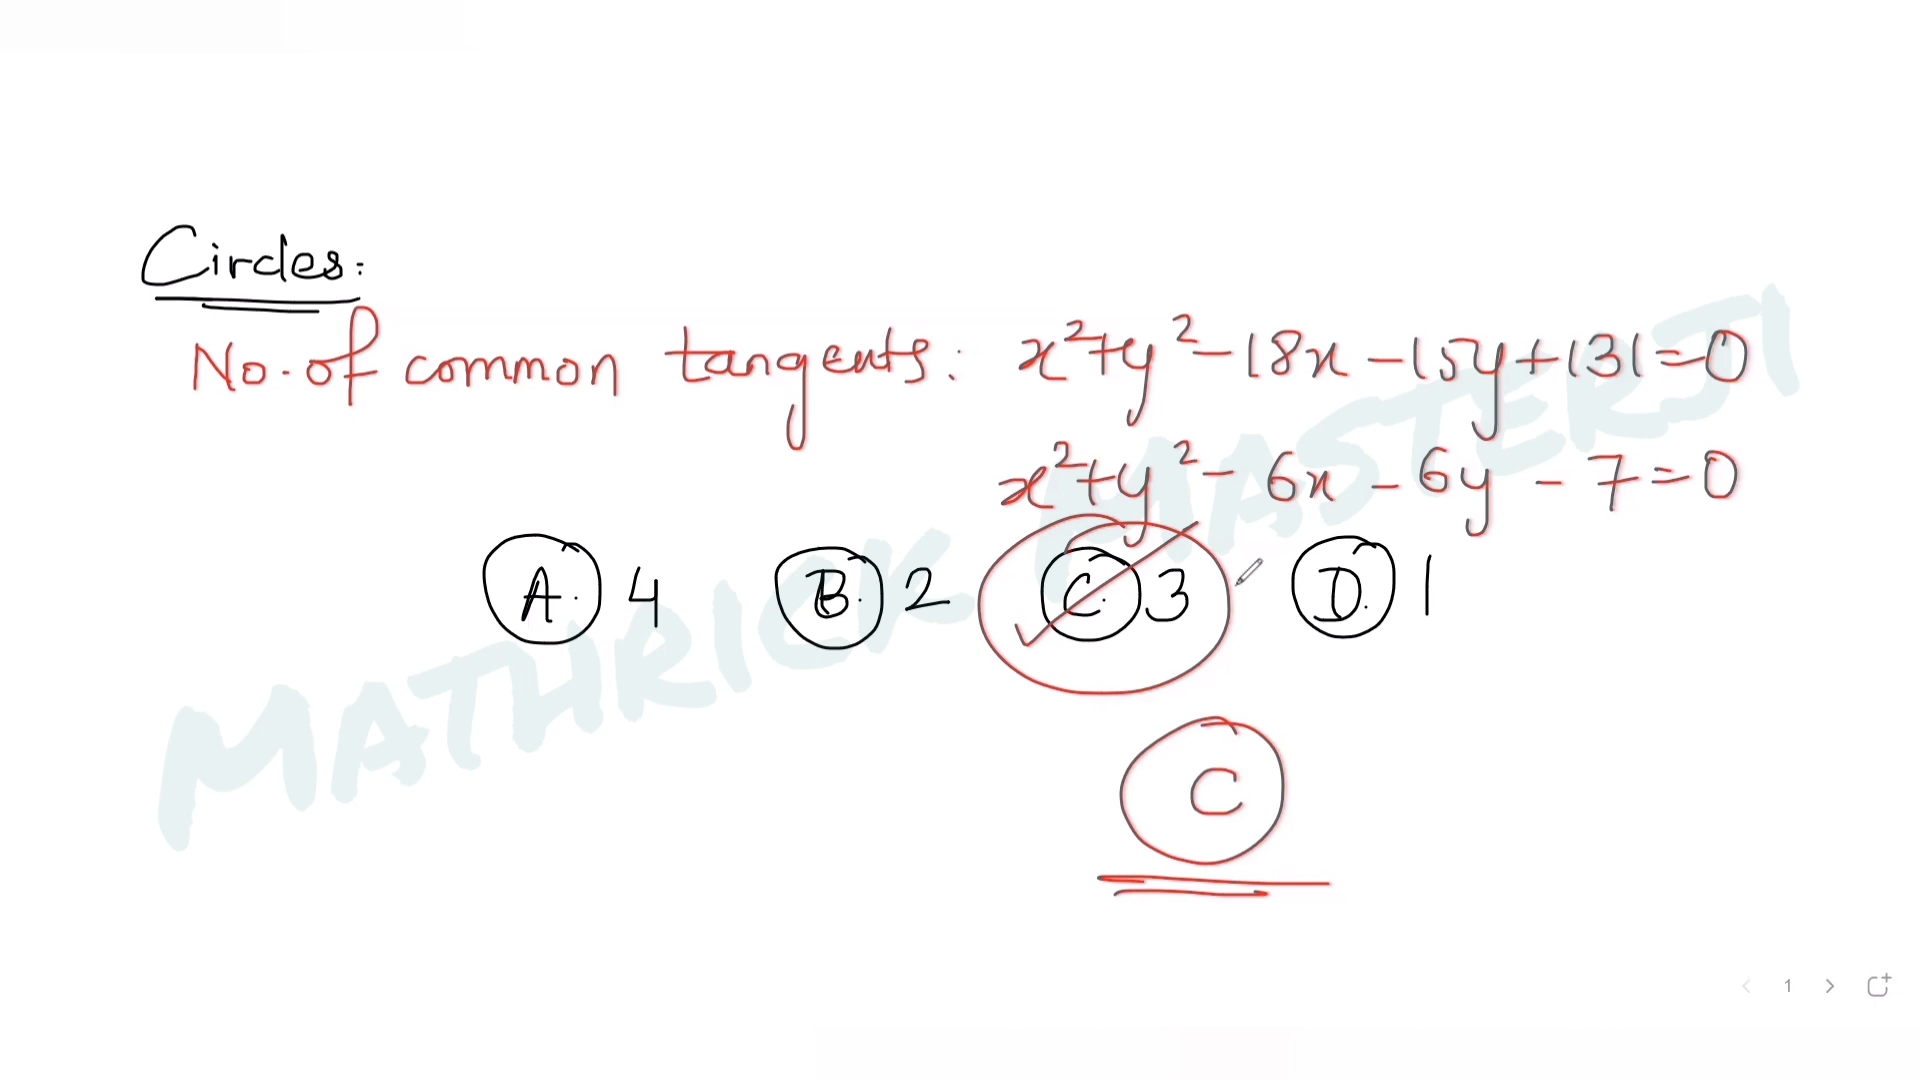 Circles:
No. of common tangents: x²+y²-18x-15y+131=0
x²+y²-6x-6y-7=0
A. 4 B. 2 C. 3 D. 1
C
1
MATHRICK MASTERJI